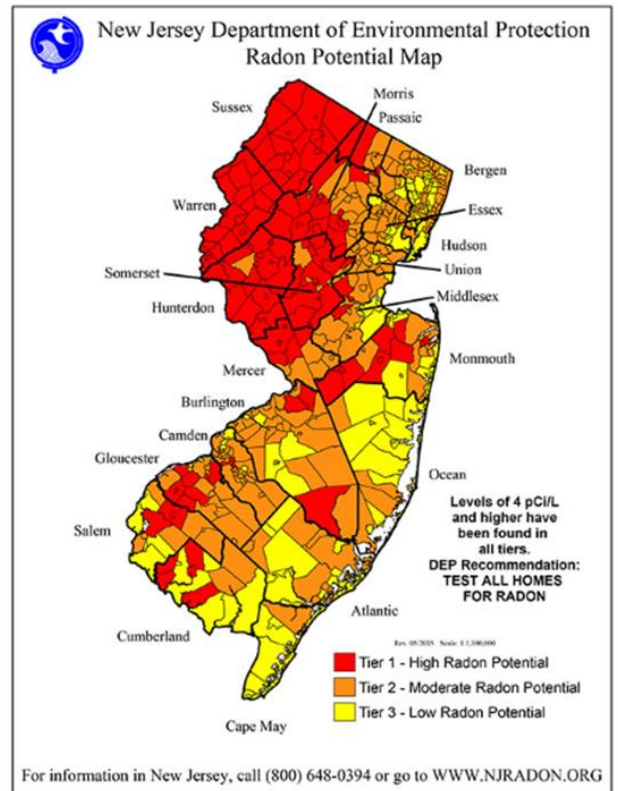 New Jersey Department of Environmental Protection
Radon Potential Map
Morris
Sussex
Passaic
Bergen
Warren
Essex
Hudson
Somerset
Union
Hunterdon
Middlesex
Monmouth
Mercer
Burlington
Camden
Gloucester
Ocean
Levels of 4 pCi/L
and higher have
been found in
all tiers.
DEP Recommendation:
TEST ALL HOMES
FOR RADON
Salem
Atlantic
Cumberland
Tier 1 - High Radon Potential
Tier 2 - Moderate Radon Potential
Tier 3 - Low Radon Potential
Cape May
For information in New Jersey, call (800) 648-0394 or go to WWW.NJRADON.ORG